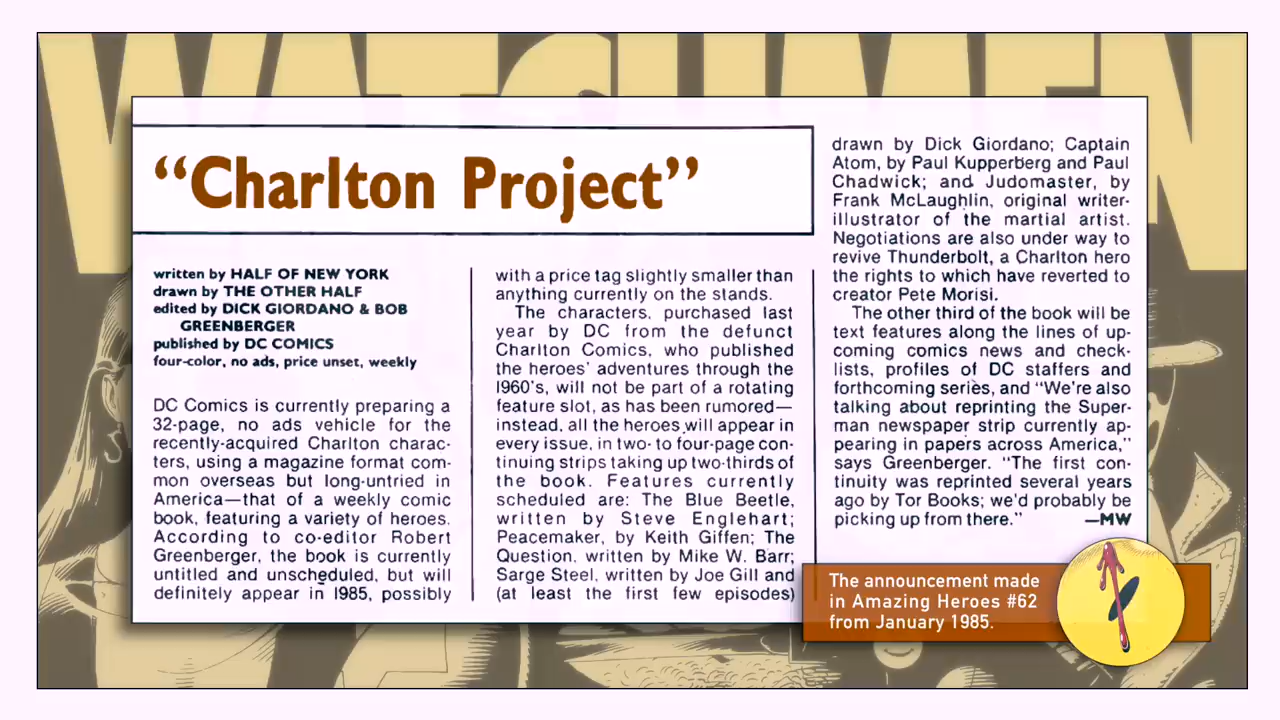 WATCHMEN
“Charlton Project”
written by HALF OF NEW YORK
drawn by THE OTHER HALF
edited by DICK GIORDANO & BOB
GREENBERGER
published by DC COMICS
four-color, no ads, price unset, weekly
DC Comics is currently preparing a
32-page, no ads vehicle for the
recently-acquired Charlton charac-
ters, using a magazine format com-
mon overseas but long-untried in
America—that of a weekly comic
book, featuring a variety of heroes.
According to co-editor Robert
Greenberger, the book is currently
untitled and unscheduled, but will
definitely appear in 1985, possibly
with a price tag slightly smaller than
anything currently on the stands.
The characters, purchased last
year by DC from the defunct
Charlton Comics, who published
the heroes’ adventures through the
1960’s, will not be part of a rotating
feature slot, as has been rumored—
instead, all the heroes will appear in
every issue, in two- to four-page con-
tinuing strips taking up two-thirds of
the book. Features currently
scheduled are: The Blue Beetle,
written by Steve Englehart;
Peacemaker, by Keith Giffen; The
Question, written by Mike W. Barr;
Sarge Steel, written by Joe Gill and
(at least the first few episodes)
drawn by Dick Giordano; Captain
Atom, by Paul Kupperberg and Paul
Chadwick; and Judomaster, by
Frank McLaughlin, original writer-
illustrator of the martial artist.
Negotiations are also under way to
revive Thunderbolt, a Charlton hero
the rights to which have reverted to
creator Pete Morisi.
The other third of the book will be
text features along the lines of up-
coming comics news and check-
lists, profiles of DC staffers and
forthcoming series, and “We’re also
talking about reprinting the Super-
man newspaper strip currently ap-
pearing in papers across America,”
says Greenberger. “The first con-
tinuity was reprinted several years
ago by Tor Books; we’d probably be
picking up from there.” —MW
The announcement made
in Amazing Heroes #62
from January 1985.